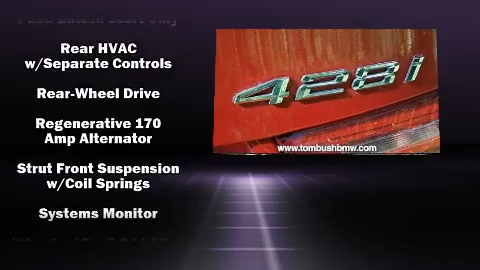 Rear HVAC
w/Separate Controls
Rear-Wheel Drive
Regenerative 170
Amp Alternator
Strut Front Suspension
w/Coil Springs
Systems Monitor
428i
www.tombushbmw.com